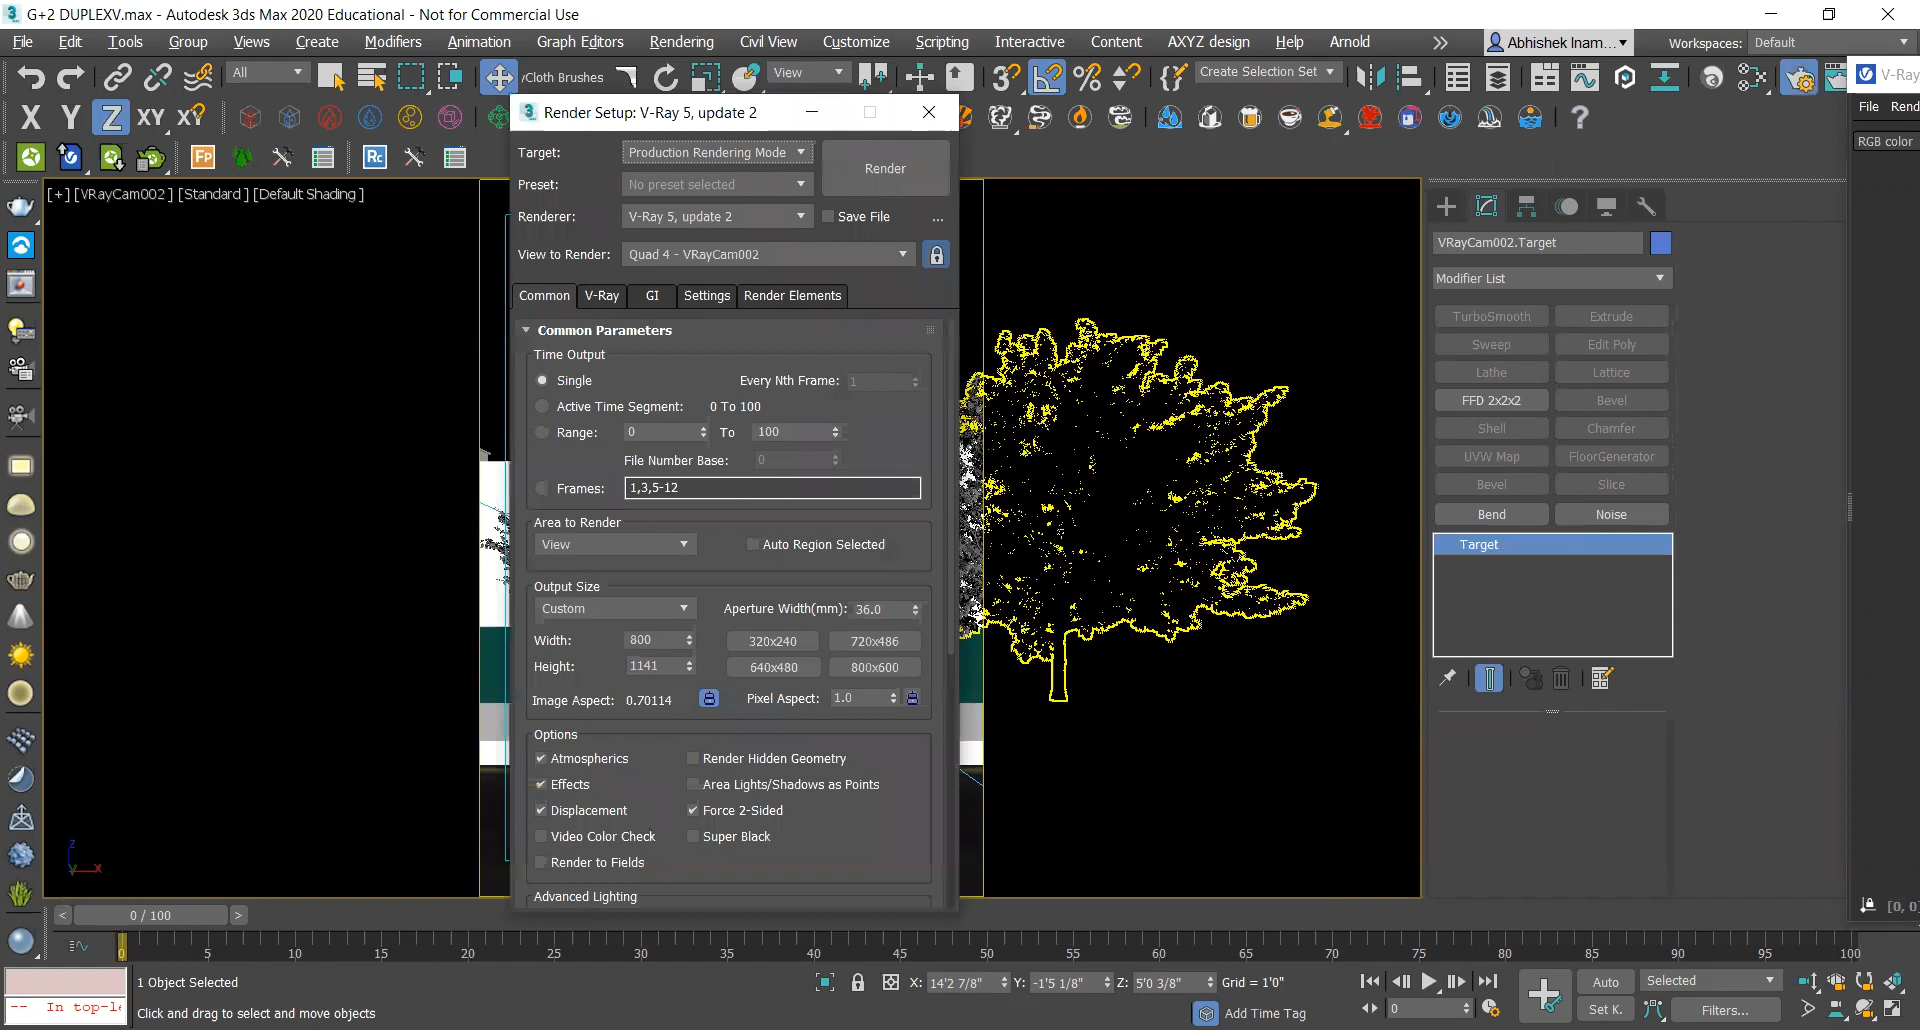 G+2 DUPLEXV.max - Autodesk 3ds Max 2020 Educational - Not for Commercial Use
File Edit Tools Group Views Create Modifiers Animation Graph Editors Rendering Civil View Customize Scripting Interactive Content AXYZ design Help Arnold
Abhishek Inam...
Workspaces: Default
All
View
Create Selection Set
V-Ray
Cloth Brushes
X Y Z XY XY
File Rend
RGB color
Fp
Rc
Render Setup: V-Ray 5, update 2
Target: Production Rendering Mode
Render
Preset: No preset selected
Renderer: V-Ray 5, update 2
Save File ...
View to Render: Quad 4 - VRayCam002
Common V-Ray GI Settings Render Elements
Common Parameters
Time Output
Single
Every Nth Frame: 1
Active Time Segment: 0 To 100
Range: 0 To 100
File Number Base: 0
Frames: 1,3,5-12
Area to Render
View
Auto Region Selected
Output Size
Custom
Aperture Width(mm): 36.0
Width: 800
320x240 720x486
Height: 1141
640x480 800x600
Image Aspect: 0.70114
Pixel Aspect: 1.0
Options
Atmospherics Render Hidden Geometry
Effects Area Lights/Shadows as Points
Displacement Force 2-Sided
Video Color Check Super Black
Render to Fields
Advanced Lighting
[+] [VRayCam002 ] [Standard ] [Default Shading ]
z
y x
VRayCam002.Target
Modifier List
TurboSmooth Extrude
Sweep Edit Poly
Lathe Lattice
FFD 2x2x2 Bevel
Shell Chamfer
UVW Map FloorGenerator
Bevel Slice
Bend Noise
Target
[0, 0]
< 0 / 100 >
0 5 10 15 20 25 30 35 40 45 50 55 60 65 70 75 80 85 90 95 100
1 Object Selected
X: 14'2 7/8" Y: -1'5 1/8" Z: 5'0 3/8" Grid = 1'0"
Auto Selected
-- In top-le
Click and drag to select and move objects
Add Time Tag
0
Set K. Filters...